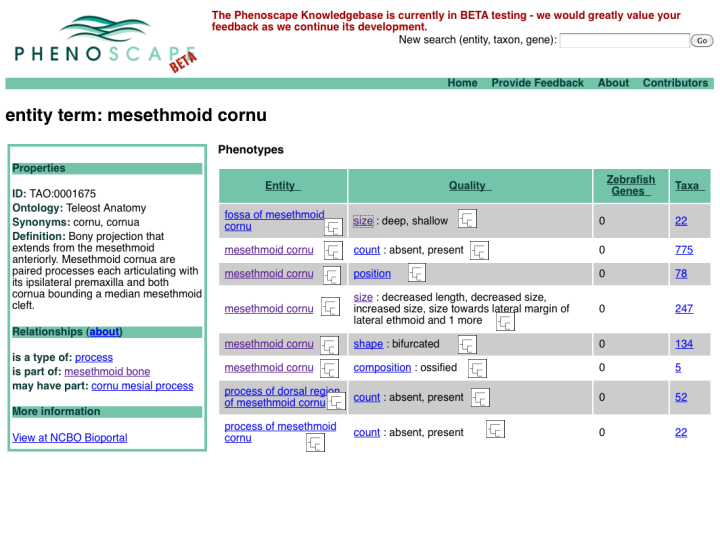 The Phenoscape Knowledgebase is currently in BETA testing - we would greatly value your
feedback as we continue its development.
PHENOSCAPE
BETA
New search (entity, taxon, gene): Go
Home Provide Feedback About Contributors
entity term: mesethmoid cornu
Properties
ID: TAO:0001675
Ontology: Teleost Anatomy
Synonyms: cornu, cornua
Definition: Bony projection that
extends from the mesethmoid
anteriorly. Mesethmoid cornua are
paired processes each articulating with
its ipsilateral premaxilla and both
cornua bounding a median mesethmoid
cleft.
Relationships (about)
is a type of: process
is part of: mesethmoid bone
may have part: cornu mesial process
More information
View at NCBO Bioportal
Phenotypes
Entity Quality Zebrafish Genes Taxa
fossa of mesethmoid
cornu
size : deep, shallow 0 22
mesethmoid cornu count : absent, present 0 775
mesethmoid cornu position 0 78
mesethmoid cornu
size : decreased length, decreased size,
increased size, size towards lateral margin of
lateral ethmoid and 1 more
0 247
mesethmoid cornu shape : bifurcated 0 134
mesethmoid cornu composition : ossified 0 5
process of dorsal region
of mesethmoid cornu
count : absent, present 0 52
process of mesethmoid
cornu
count : absent, present 0 22